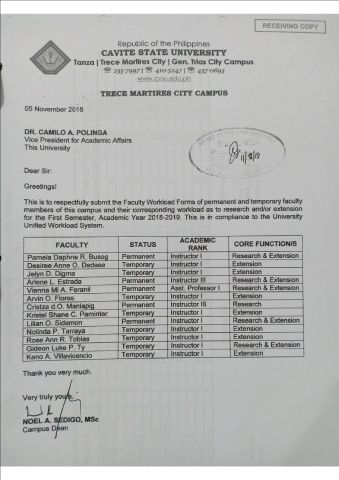 RECEIVING COPY
Republic of the Philippines
CAVITE STATE UNIVERSITY
Tanza | Trece Martires City | Gen. Trias City Campus
☏ 235-7997 | ☏ 410-5247 | ☏ 437-0693
www.cvsu.edu.ph
TRECE MARTIRES CITY CAMPUS
05 November 2018
DR. CAMILO A. POLINGA
Vice President for Academic Affairs
This University
Dear Sir:
Greetings!
This is to respectfully submit the Faculty Workload Forms of permanent and temporary faculty
members of this campus and their corresponding workload as to research and/or extension
for the First Semester, Academic Year 2018-2019. This is in compliance to the University
Unified Workload System.
FACULTY STATUS ACADEMIC RANK CORE FUNCTION/S
Pamela Daphne R. Busog Permanent Instructor I Research & Extension
Desiree Anne O. Dedase Temporary Instructor I Extension
Jelyn D. Digma Temporary Instructor I Extension
Arlene L. Estrada Permanent Instructor III Research & Extension
Vienna Mi A. Feranil Permanent Asst. Professor I Research & Extension
Arvin O. Flores Temporary Instructor I Extension
Cristza d.O. Manlapig Permanent Instructor III Research
Kristel Shane C. Pamintar Temporary Instructor I Extension
Lilian O. Sidamon Permanent Instructor I Research & Extension
Nolinda P. Tarraya Temporary Instructor I Extension
Rose Ann R. Tobias Temporary Instructor I Extension
Gideon Luke P. Ty Temporary Instructor I Research & Extension
Kano A. Villavicencio Temporary Instructor I Extension
Thank you very much.
Very truly yours,
NOEL A. SEDIGO, MSc
Campus Dean